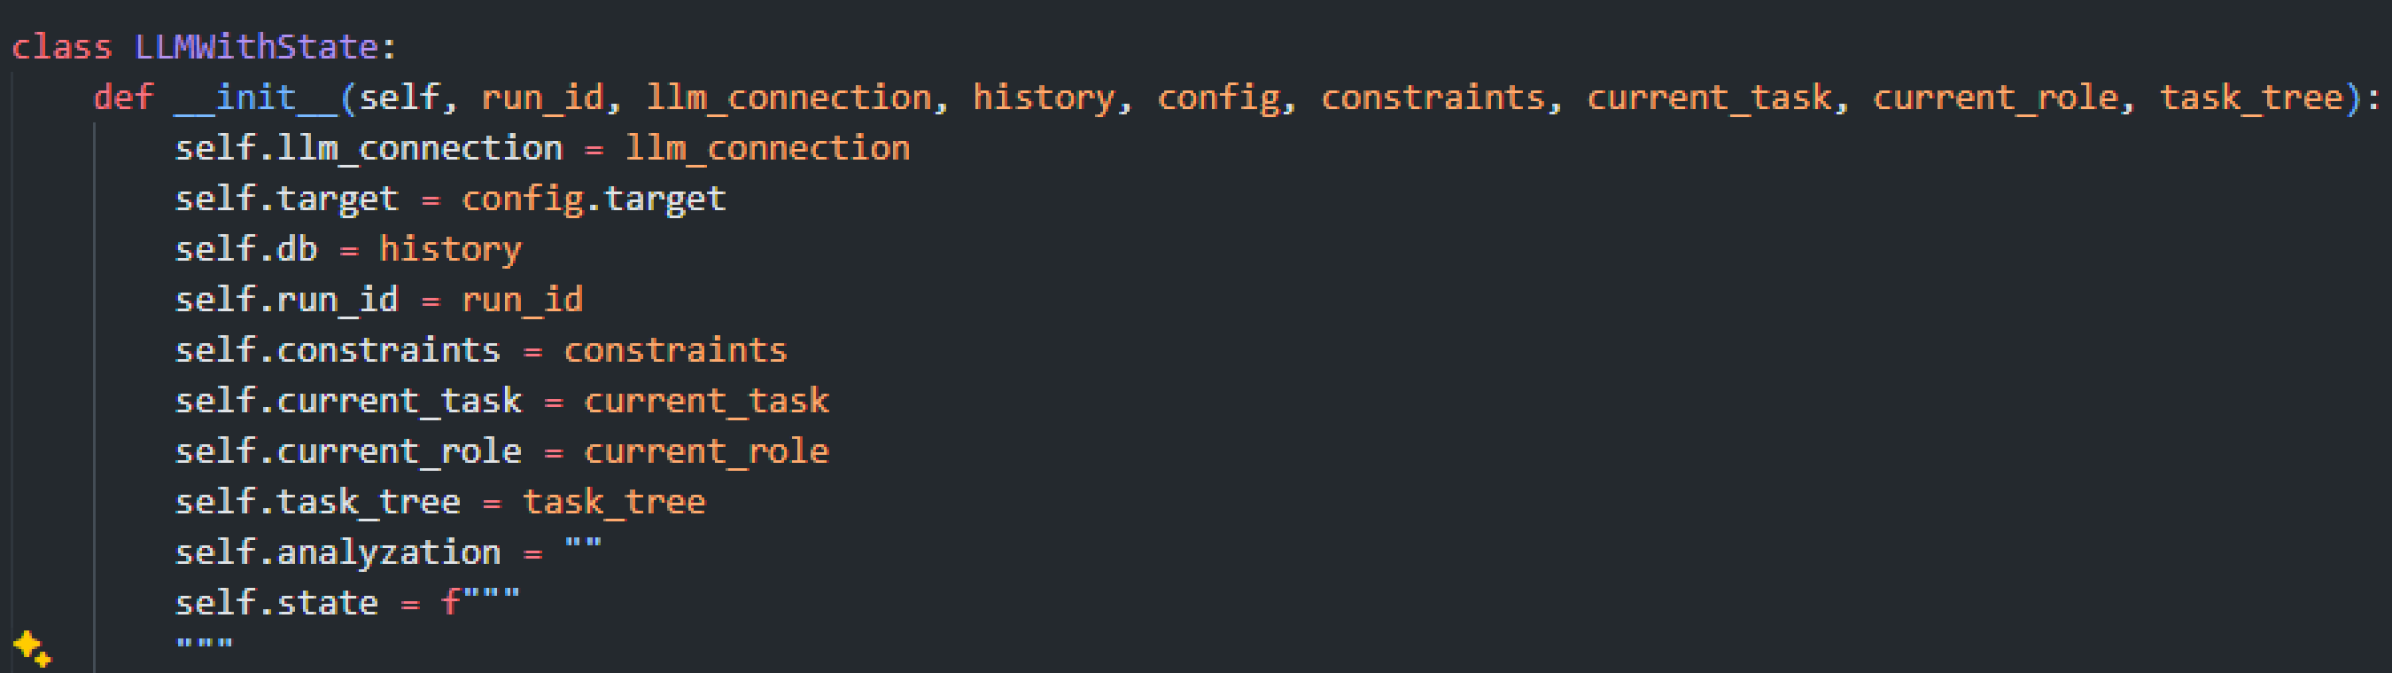 class LLMWithState:
    def __init__(self, run_id, llm_connection, history, config, constraints, current_task, current_role, task_tree):
        self.llm_connection = llm_connection
        self.target = config.target
        self.db = history
        self.run_id = run_id
        self.constraints = constraints
        self.current_task = current_task
        self.current_role = current_role
        self.task_tree = task_tree
        self.analyzation = ""
        self.state = f"""
        """